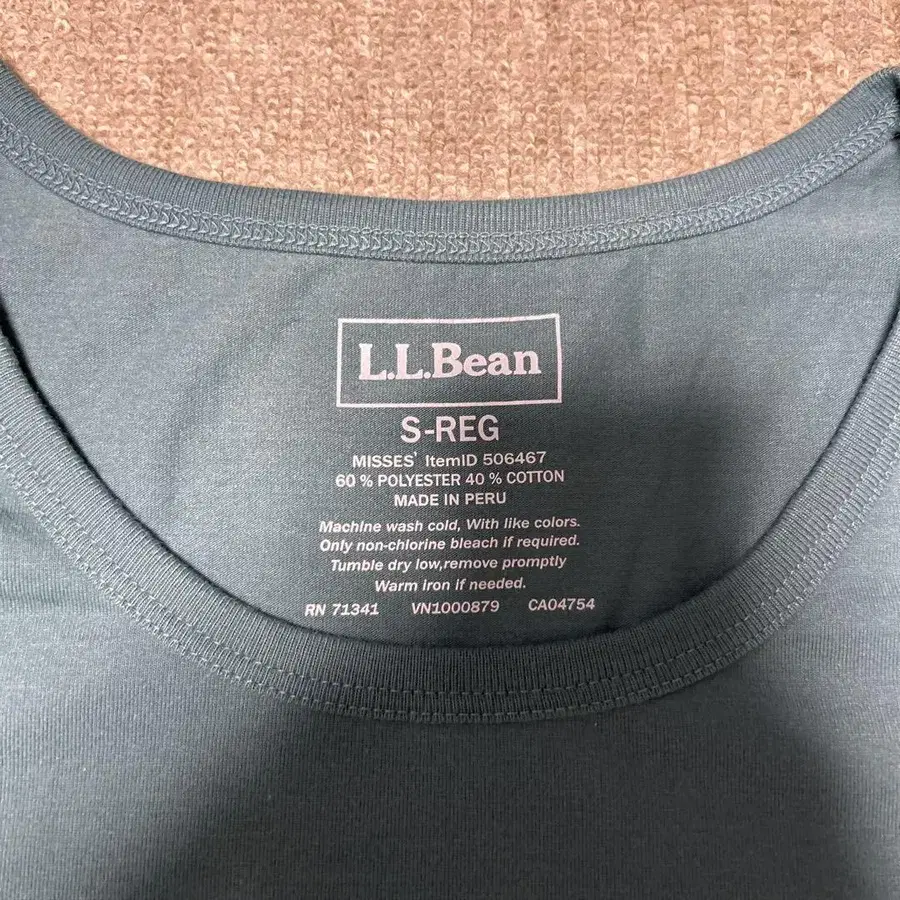 L.L.Bean
S-REG
MISSES' ItemID 506467
60 % POLYESTER 40 % COTTON
MADE IN PERU
Machine wash cold, With like colors.
Only non-chlorine bleach if required.
Tumble dry low,remove promptly
Warm iron if needed.
RN 71341 VN1000879 CA04754